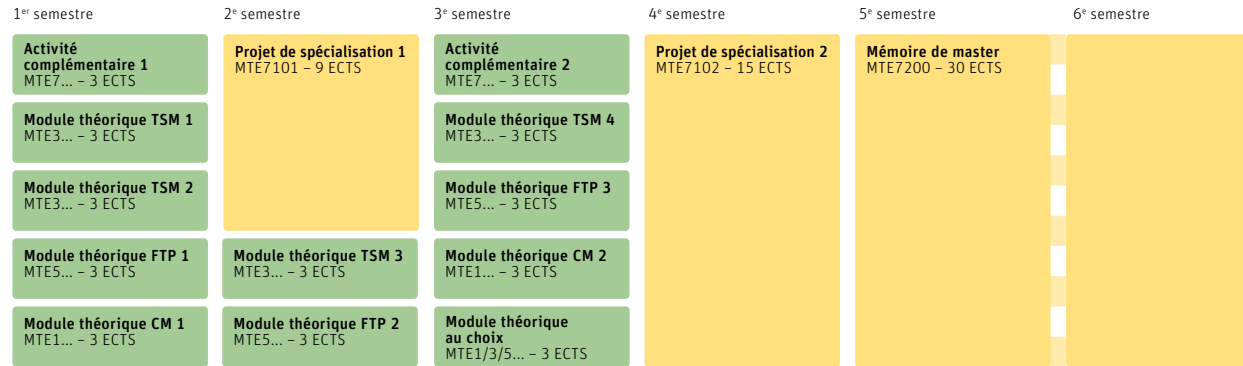 1er semestre
2e semestre
3e semestre
4e semestre
5e semestre
6e semestre
Activité
complémentaire 1
MTE7... – 3 ECTS
Module théorique TSM 1
MTE3... – 3 ECTS
Module théorique TSM 2
MTE3... – 3 ECTS
Module théorique FTP 1
MTE5... – 3 ECTS
Module théorique CM 1
MTE1... – 3 ECTS
Projet de spécialisation 1
MTE7101 – 9 ECTS
Module théorique TSM 3
MTE3... – 3 ECTS
Module théorique FTP 2
MTE5... – 3 ECTS
Activité
complémentaire 2
MTE7... – 3 ECTS
Module théorique TSM 4
MTE3... – 3 ECTS
Module théorique FTP 3
MTE5... – 3 ECTS
Module théorique CM 2
MTE1... – 3 ECTS
Module théorique
au choix
MTE1/3/5... – 3 ECTS
Projet de spécialisation 2
MTE7102 – 15 ECTS
Mémoire de master
MTE7200 – 30 ECTS